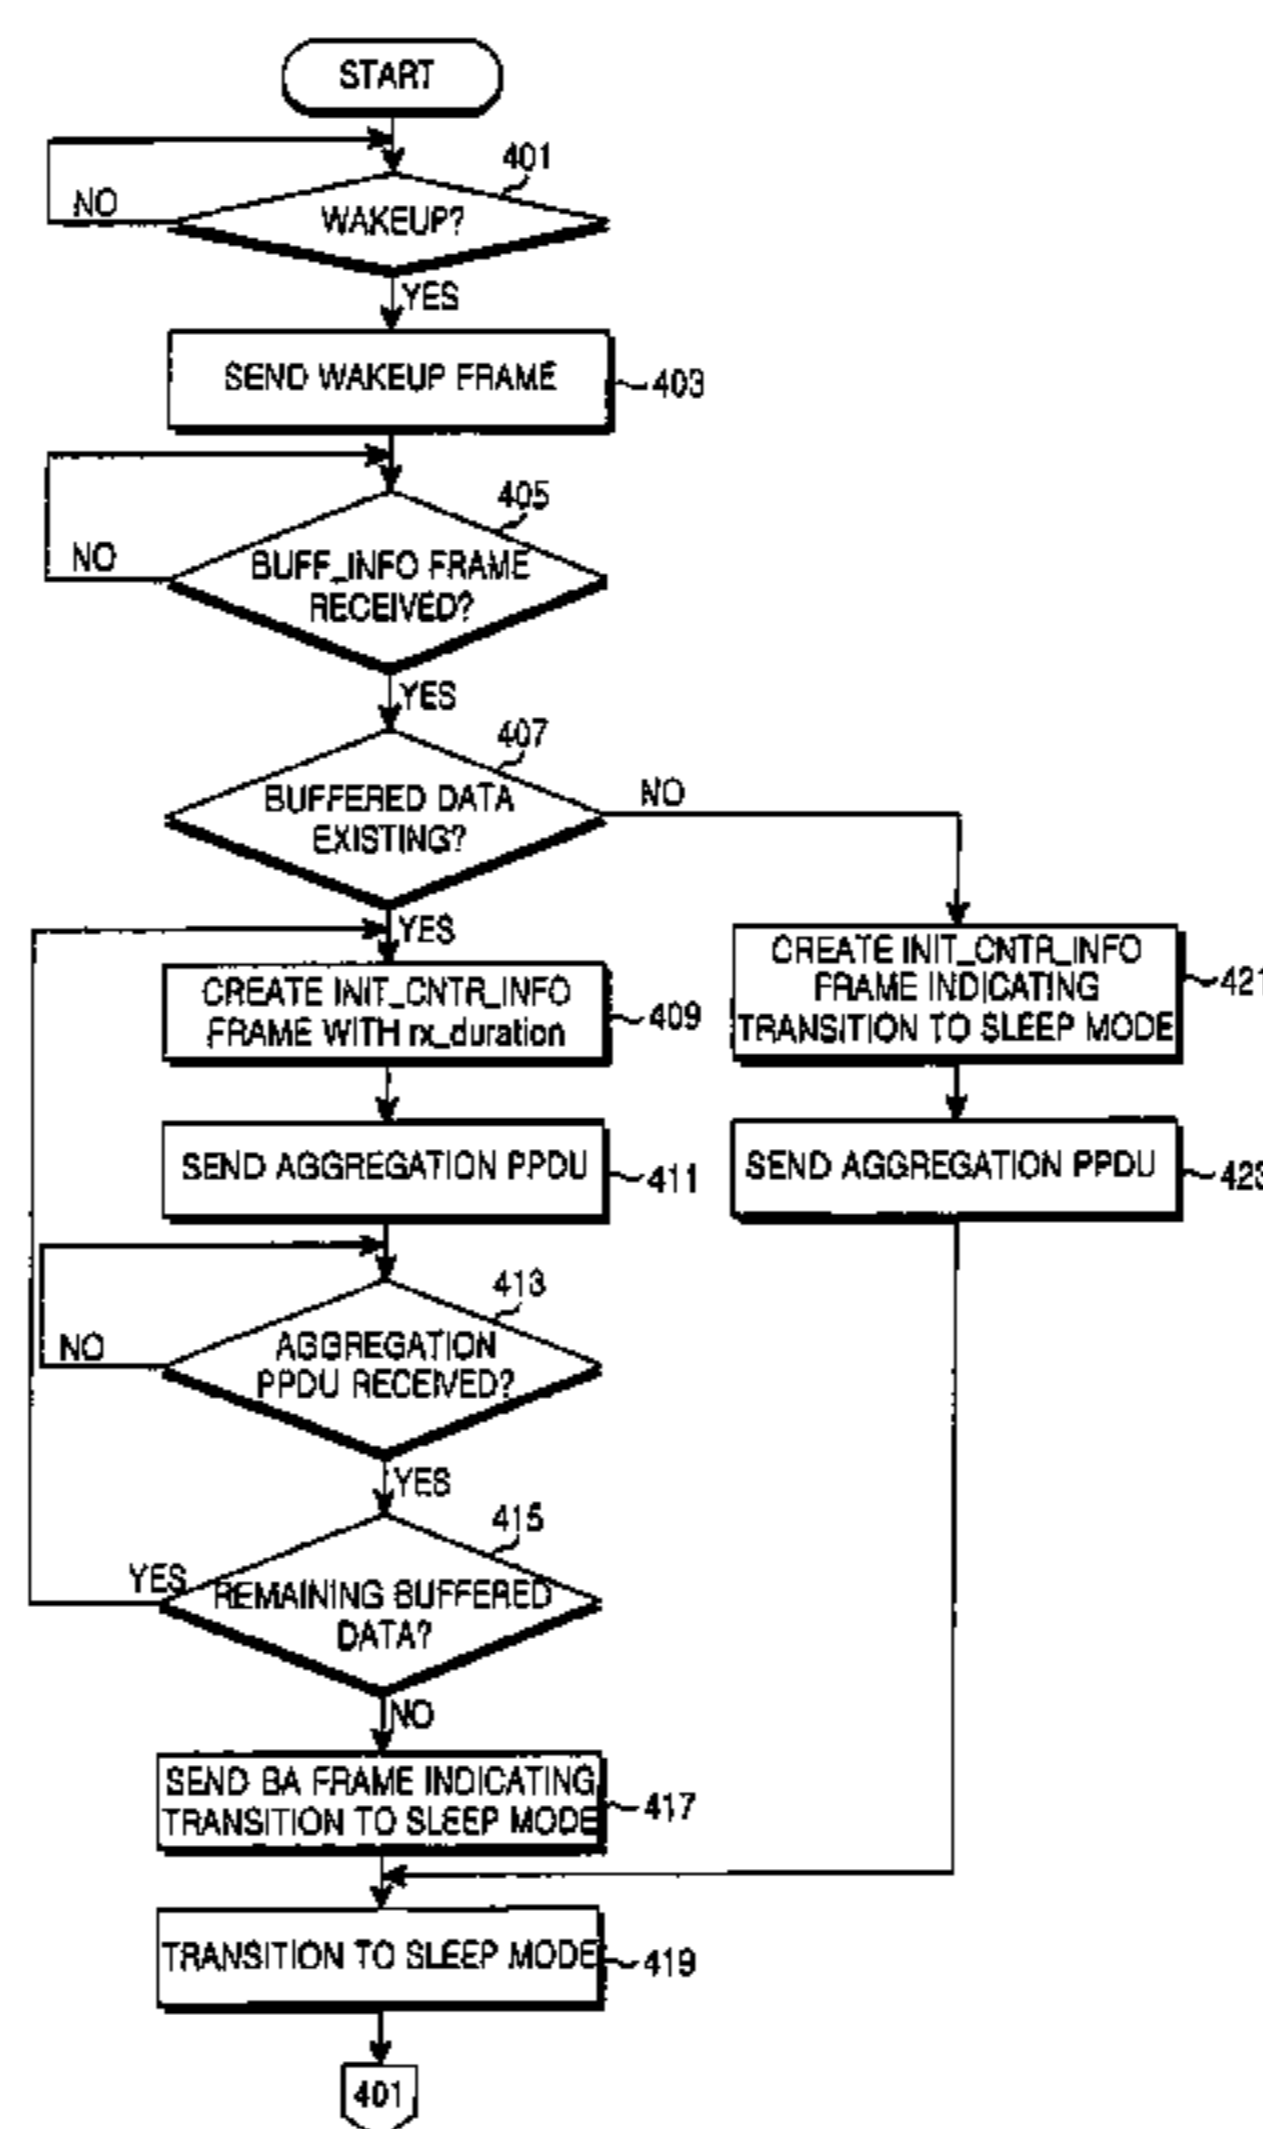 START
401
NO
WAKEUP?
YES
SEND WAKEUP FRAME
403
405
NO
BUFF_INFO FRAME
RECEIVED?
YES
407
BUFFERED DATA
EXISTING?
NO
YES
CREATE INIT_CNTR_INFO
FRAME WITH rx_duration
409
CREATE INIT_CNTR_INFO
FRAME INDICATING
TRANSITION TO SLEEP MODE
421
SEND AGGREGATION PPDU
411
SEND AGGREGATION PPDU
423
413
NO
AGGREGATION
PPDU RECEIVED?
YES
415
YES
REMAINING BUFFERED
DATA?
NO
SEND BA FRAME INDICATING
TRANSITION TO SLEEP MODE
417
TRANSITION TO SLEEP MODE
419
401